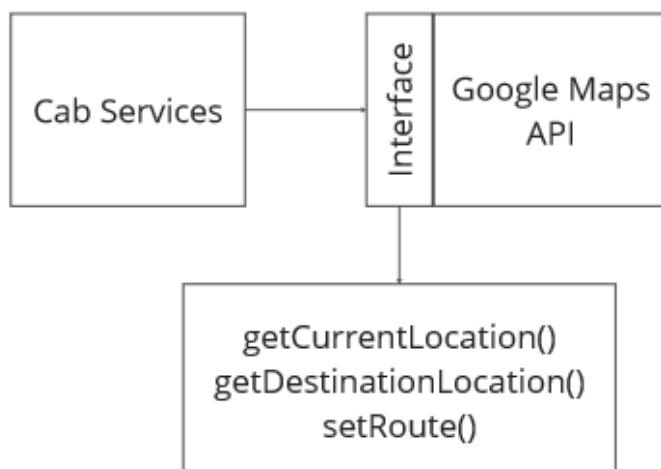 Cab Services
Interface
Google Maps
API
getCurrentLocation()
getDestinationLocation()
setRoute()